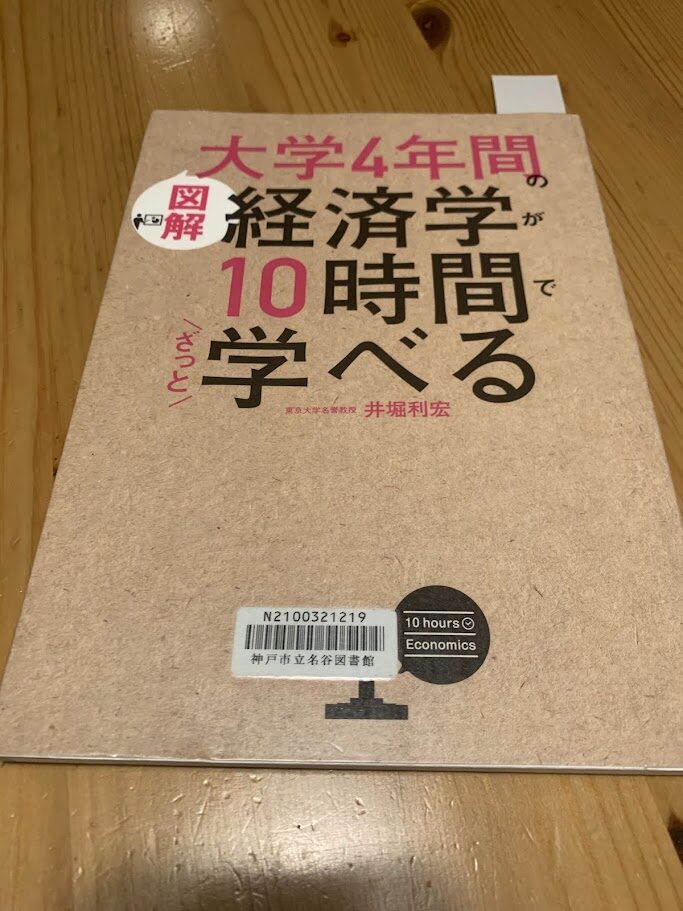 大学4年間の
図解
経済学が
10時間で
ざっと
学べる
東京大学名誉教授 井堀利宏
N2100321219
神戸市立名谷図書館
10 hours
Economics